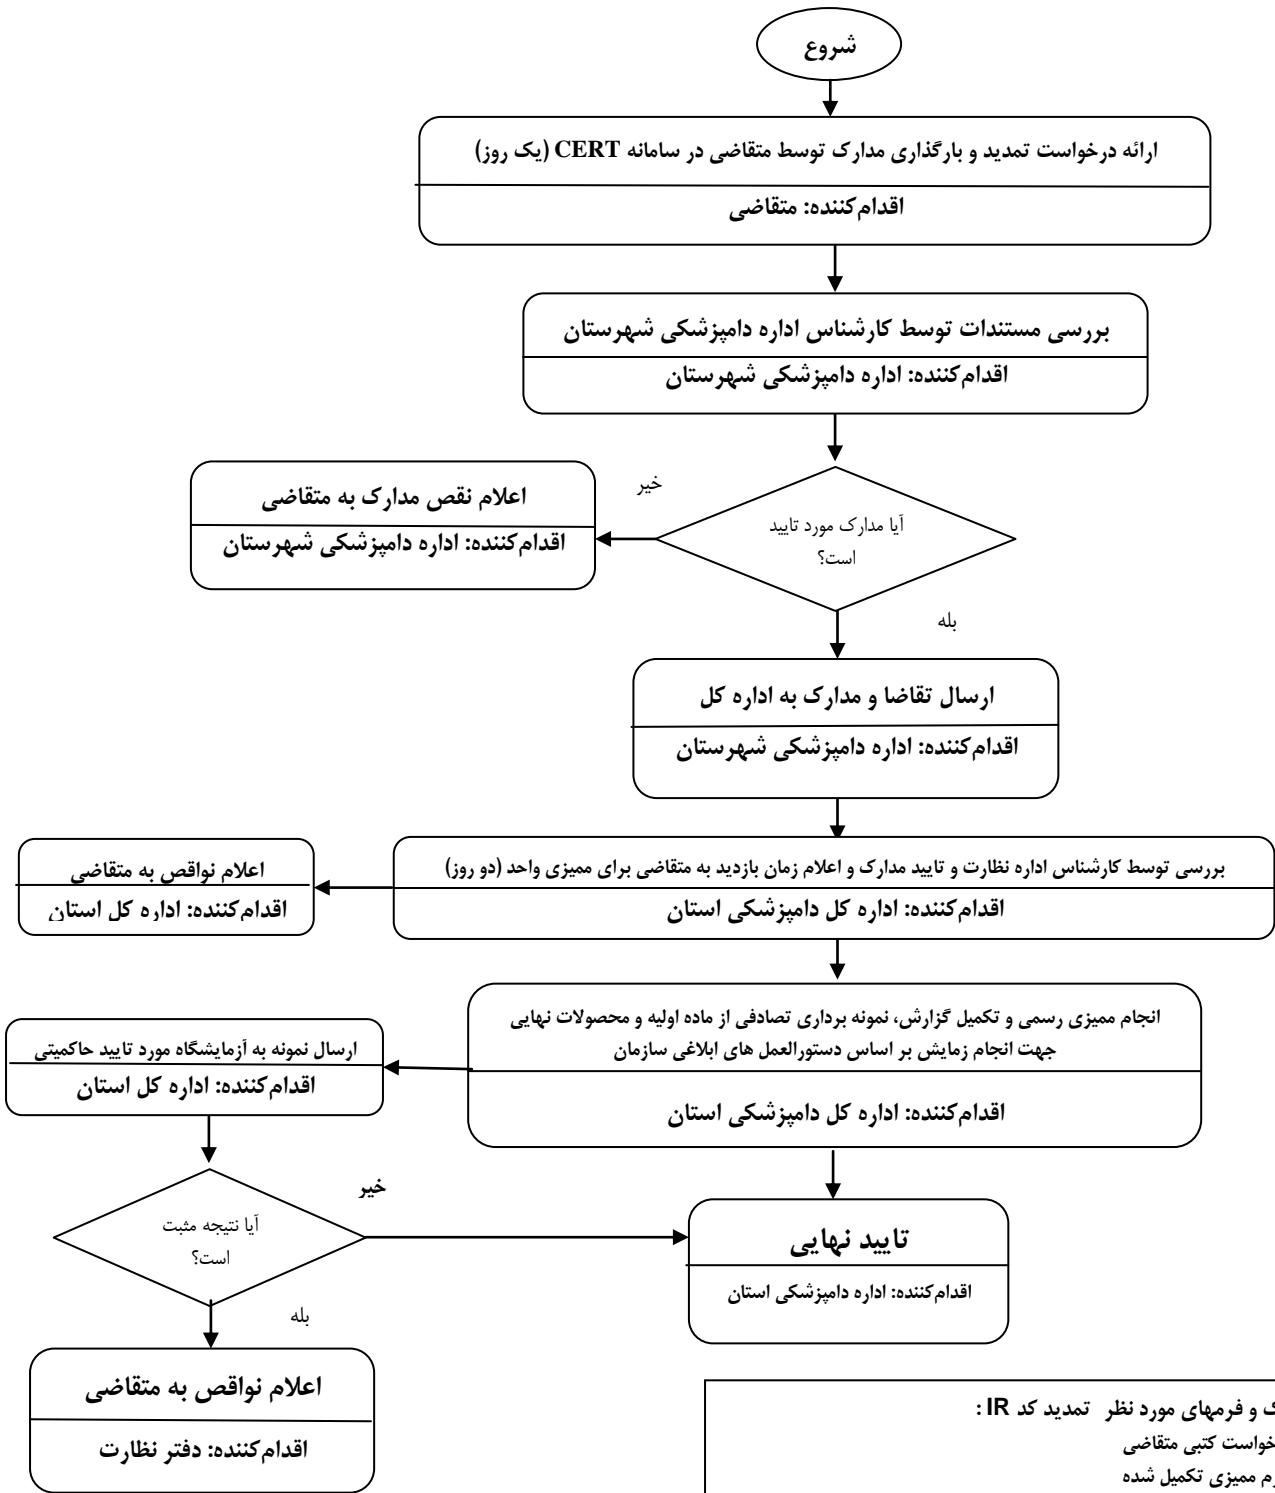 شروع
ارائه درخواست تمدید و بارگذاری مدارک توسط متقاضی در سامانه CERT (یک روز)
اقدام‌کننده: متقاضی
بررسی مستندات توسط کارشناس اداره دامپزشکی شهرستان
اقدام‌کننده: اداره دامپزشکی شهرستان
آیا مدارک مورد تایید
است؟
خیر
اعلام نقص مدارک به متقاضی
اقدام‌کننده: اداره دامپزشکی شهرستان
بله
ارسال تقاضا و مدارک به اداره کل
اقدام‌کننده: اداره دامپزشکی شهرستان
بررسی توسط کارشناس اداره نظارت و تایید مدارک و اعلام زمان بازدید به متقاضی برای ممیزی واحد (دو روز)
اقدام‌کننده: اداره کل دامپزشکی استان
اعلام نواقص به متقاضی
اقدام‌کننده: اداره کل استان
انجام ممیزی رسمی و تکمیل گزارش، نمونه برداری تصادفی از ماده اولیه و محصولات نهایی
جهت انجام زمایش بر اساس دستورالعمل های ابلاغی سازمان
اقدام‌کننده: اداره کل دامپزشکی استان
ارسال نمونه به آزمایشگاه مورد تایید حاکمیتی
اقدام‌کننده: اداره کل استان
آیا نتیجه مثبت
است؟
خیر
تایید نهایی
اقدام‌کننده: اداره دامپزشکی استان
بله
اعلام نواقص به متقاضی
اقدام‌کننده: دفتر نظارت
و فرمهای مورد نظر تمدید کد IR :
کتبی متقاضی
ممیزی تکمیل شده